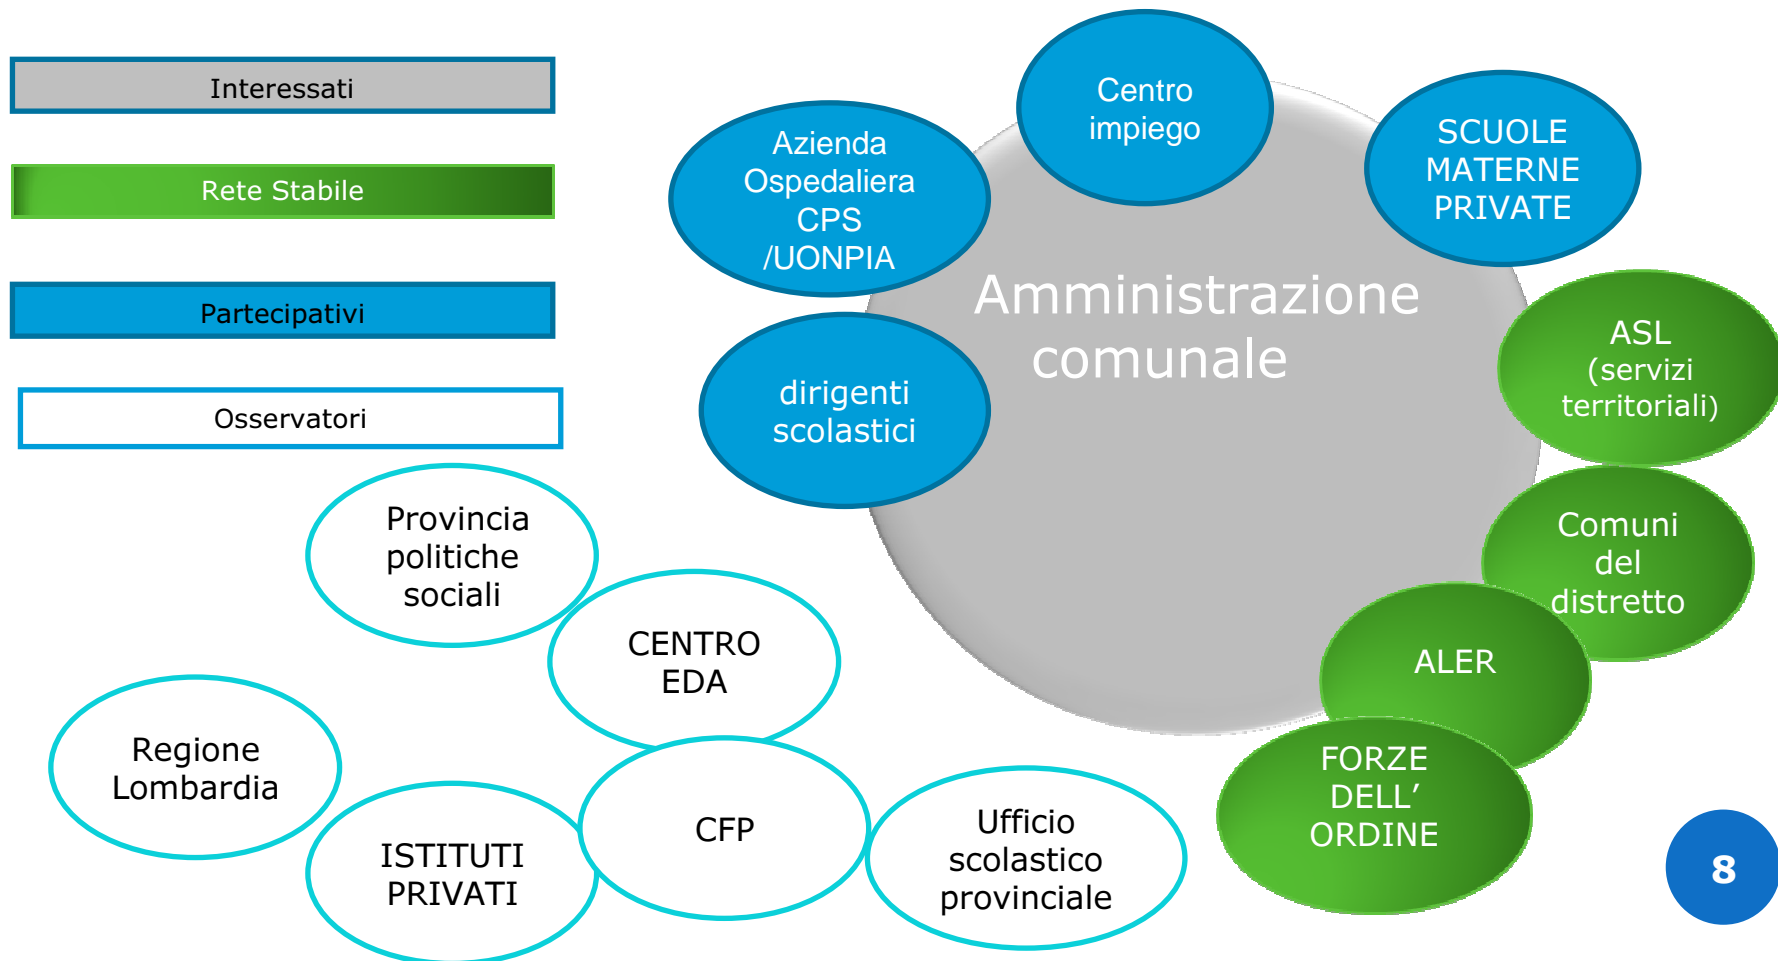 Interessati
Rete Stabile
Partecipativi
Osservatori
Centro
impiego
Azienda
Ospedaliera
CPS
/UONPIA
SCUOLE
MATERNE
PRIVATE
Amministrazione
comunale
dirigenti
scolastici
ASL
(servizi
territoriali)
Comuni
del
distretto
ALER
FORZE
DELL’
ORDINE
Provincia
politiche
sociali
CENTRO
EDA
Regione
Lombardia
ISTITUTI
PRIVATI
CFP
Ufficio
scolastico
provinciale
8